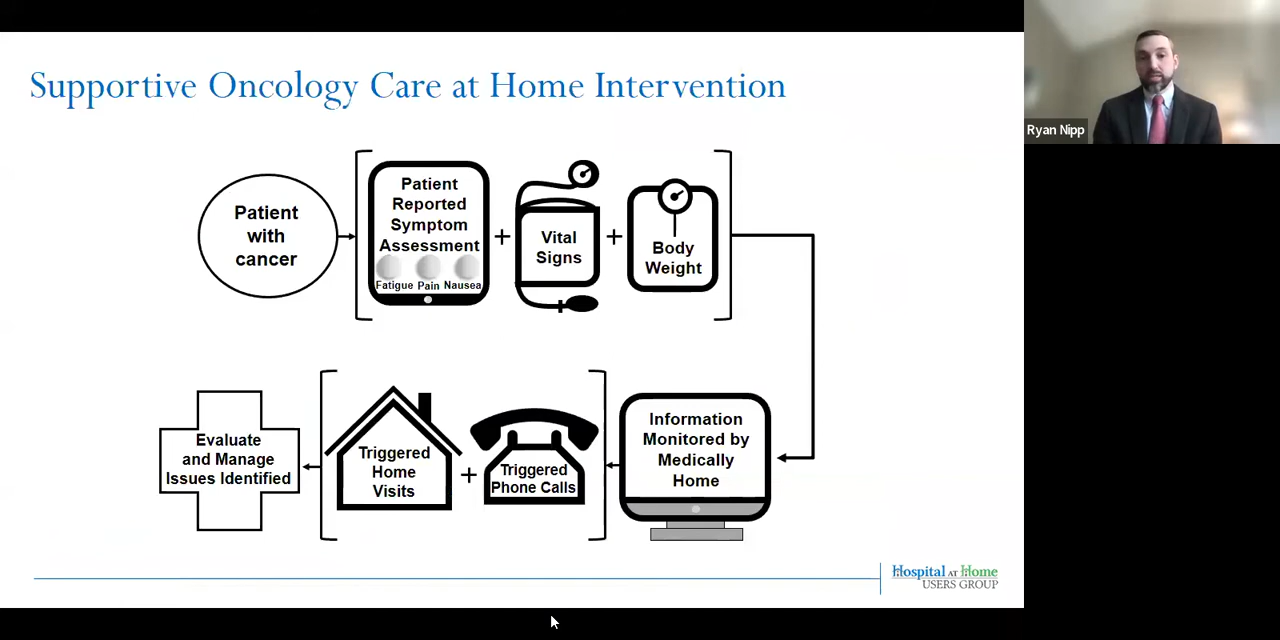 Supportive Oncology Care at Home Intervention
Ryan Nipp
Patient
with
cancer
Patient
Reported
Symptom
Assessment
Fatigue Pain Nausea
+
Vital
Signs
+
Body
Weight
Information
Monitored by
Medically
Home
Triggered
Phone Calls
+
Triggered
Home
Visits
Evaluate
and Manage
Issues Identified
Hospital AT Home
USERS GROUP